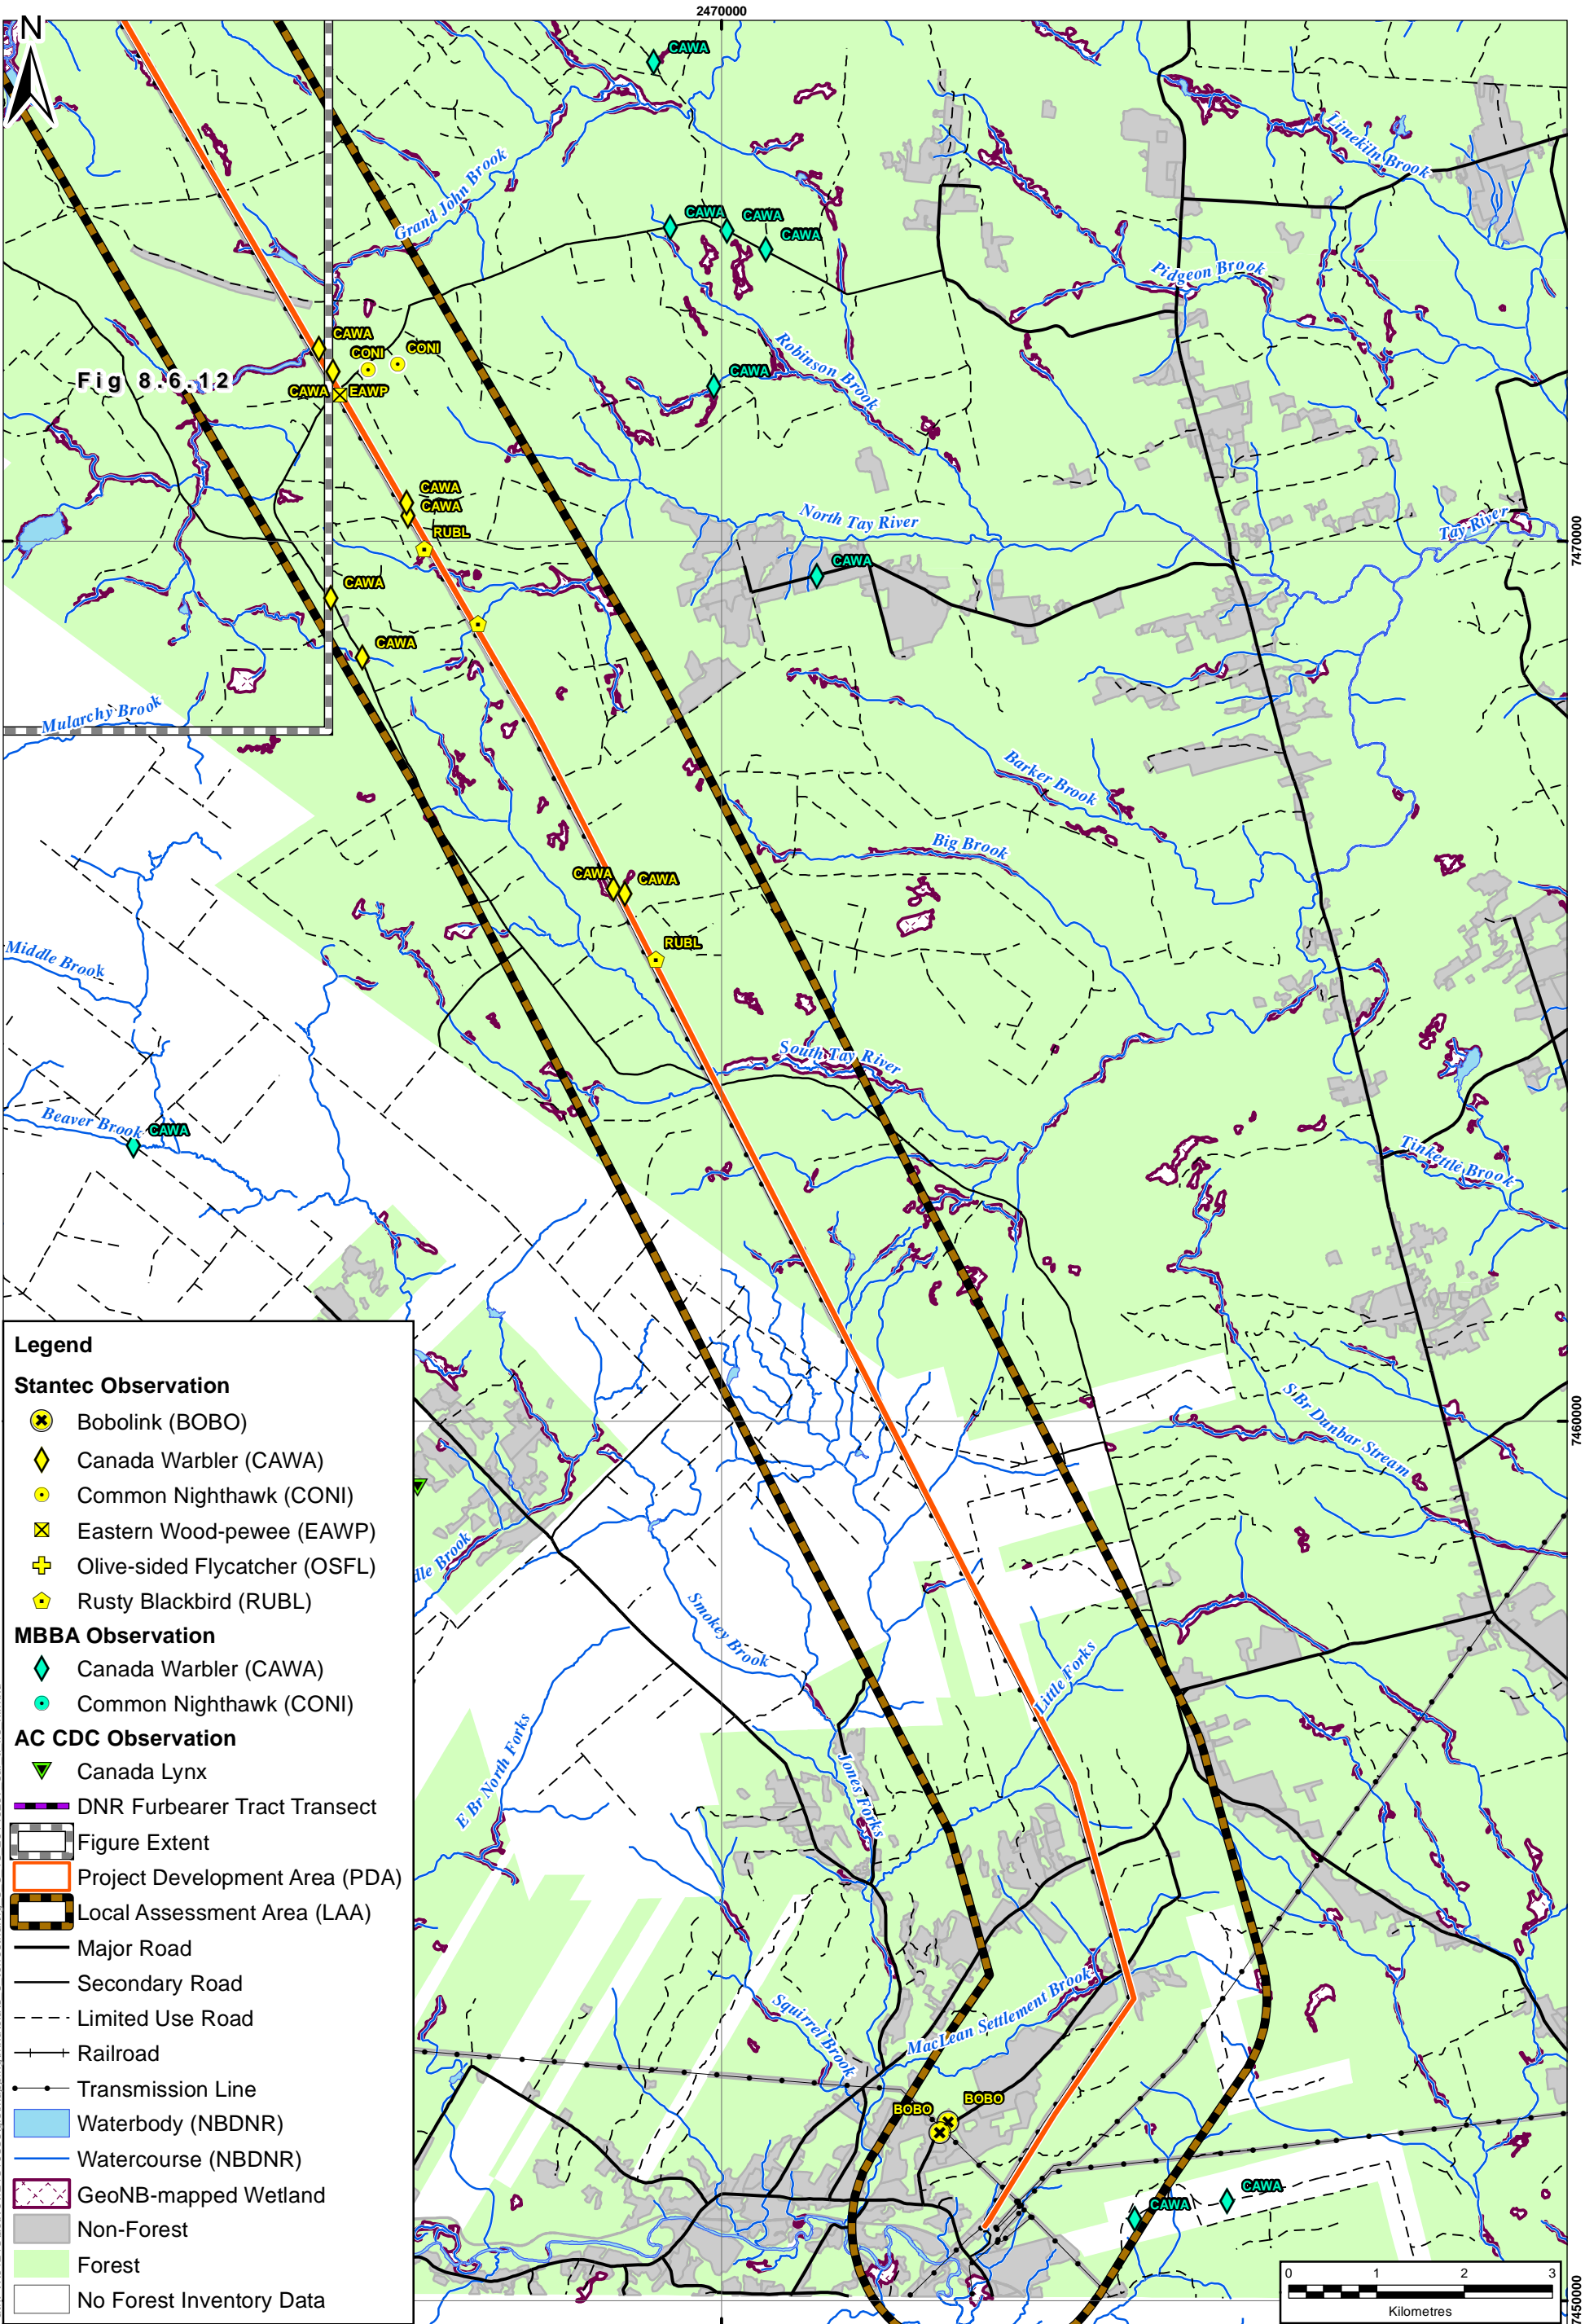 2470000
N
CAWA
Limekiln Brook
Grand John Brook
CAWA
CAWA
CAWA
Pidgeon Brook
CAWA
CONI
CONI
Robinson Brook
CAWA
Fig 8.6.12
CAWA
EAWP
CAWA
CAWA
RUBL
North Tay River
Tay River
7470000
CAWA
CAWA
CAWA
Mularchy Brook
Barker Brook
Big Brook
CAWA
CAWA
RUBL
Middle Brook
South Tay River
Beaver Brook
CAWA
Tinkettle Brook
S Br Dunbar Stream
7460000
dle Brook
Smokey Brook
Little Forks
E Br North Forks
Jones Forks
MacLean Settlement Brook
Squirrel Brook
BOBO
BOBO
CAWA
CAWA
Legend
Stantec Observation
Bobolink (BOBO)
Canada Warbler (CAWA)
Common Nighthawk (CONI)
Eastern Wood-pewee (EAWP)
Olive-sided Flycatcher (OSFL)
Rusty Blackbird (RUBL)
MBBA Observation
Canada Warbler (CAWA)
Common Nighthawk (CONI)
AC CDC Observation
Canada Lynx
DNR Furbearer Tract Transect
Figure Extent
Project Development Area (PDA)
Local Assessment Area (LAA)
Major Road
Secondary Road
Limited Use Road
Railroad
Transmission Line
Waterbody (NBDNR)
Watercourse (NBDNR)
GeoNB-mapped Wetland
Non-Forest
Forest
No Forest Inventory Data
0 1 2 3
Kilometres
7450000